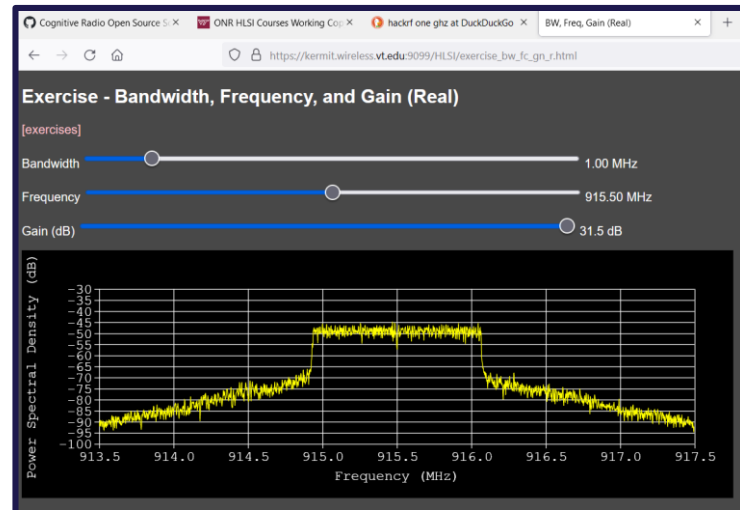 Cognitive Radio Open Source S
ONR HLSI Courses Working Cop
hackrf one ghz at DuckDuckGo
BW, Freq, Gain (Real)
https://kermit.wireless.vt.edu:9099/HLSI/exercise_bw_fc_gn_r.html
Exercise - Bandwidth, Frequency, and Gain (Real)
[exercises]
Bandwidth 1.00 MHz
Frequency 915.50 MHz
Gain (dB) 31.5 dB
Power Spectral Density (dB)
-30
-35
-40
-45
-50
-55
-60
-65
-70
-75
-80
-85
-90
-95
-100
913.5 914.0 914.5 915.0 915.5 916.0 916.5 917.0 917.5
Frequency (MHz)